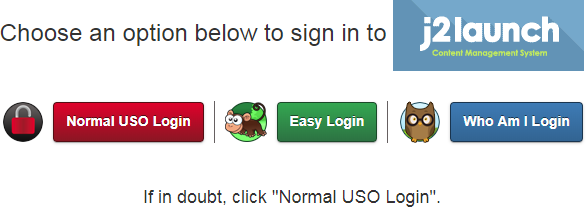 Choose an option below to sign in to
j2launch
Content Management System
Normal USO Login
Easy Login
Who Am I Login
If in doubt, click "Normal USO Login".